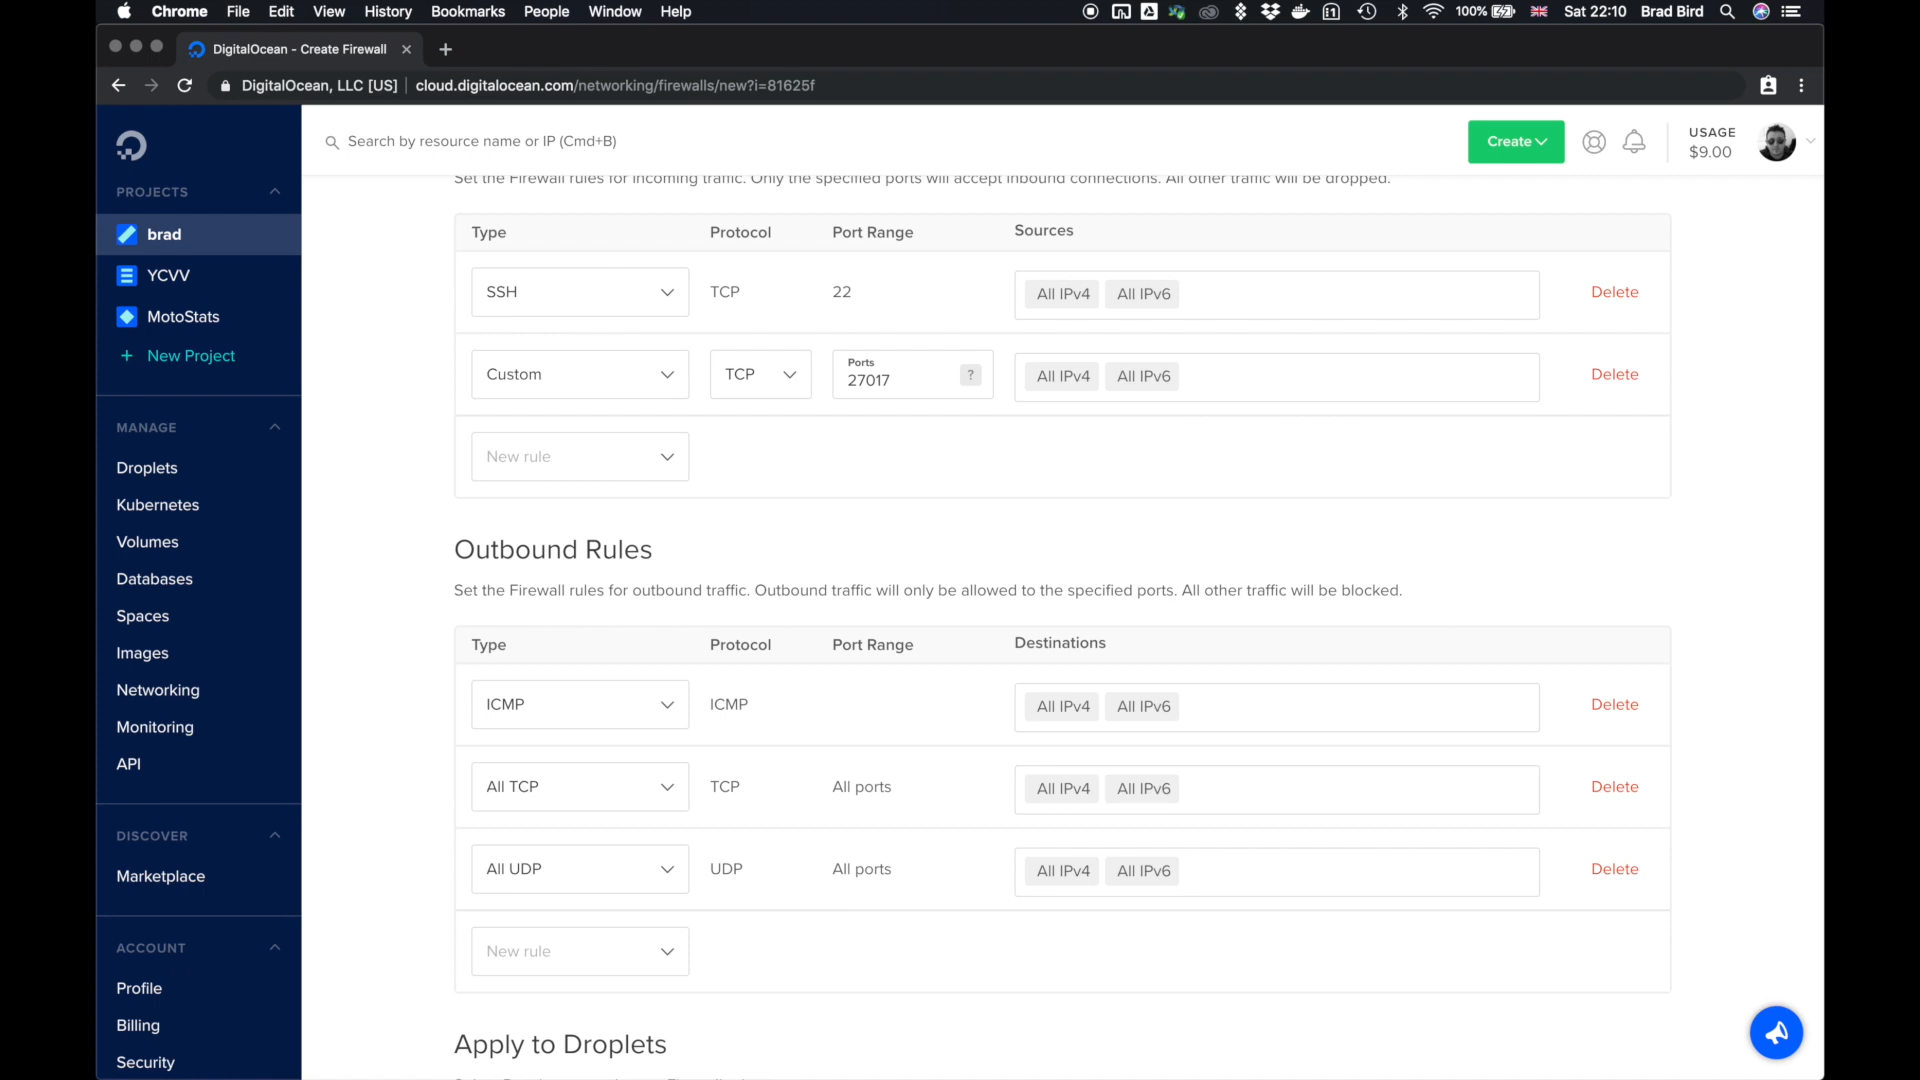 Chrome File Edit View History Bookmarks People Window Help 100% Sat 22:10 Brad Bird
DigitalOcean - Create Firewall
DigitalOcean, LLC [US] | cloud.digitalocean.com/networking/firewalls/new?i=81625f
Search by resource name or IP (Cmd+B)
Create
USAGE
$9.00
PROJECTS
brad
YCVV
MotoStats
+ New Project
MANAGE
Droplets
Kubernetes
Volumes
Databases
Spaces
Images
Networking
Monitoring
API
DISCOVER
Marketplace
ACCOUNT
Profile
Billing
Security
Set the Firewall rules for incoming traffic. Only the specified ports will accept inbound connections. All other traffic will be dropped.
Type Protocol Port Range Sources
SSH TCP 22 All IPv4 All IPv6 Delete
Custom TCP Ports 27017 ? All IPv4 All IPv6 Delete
New rule
Outbound Rules
Set the Firewall rules for outbound traffic. Outbound traffic will only be allowed to the specified ports. All other traffic will be blocked.
Type Protocol Port Range Destinations
ICMP ICMP All IPv4 All IPv6 Delete
All TCP TCP All ports All IPv4 All IPv6 Delete
All UDP UDP All ports All IPv4 All IPv6 Delete
New rule
Apply to Droplets